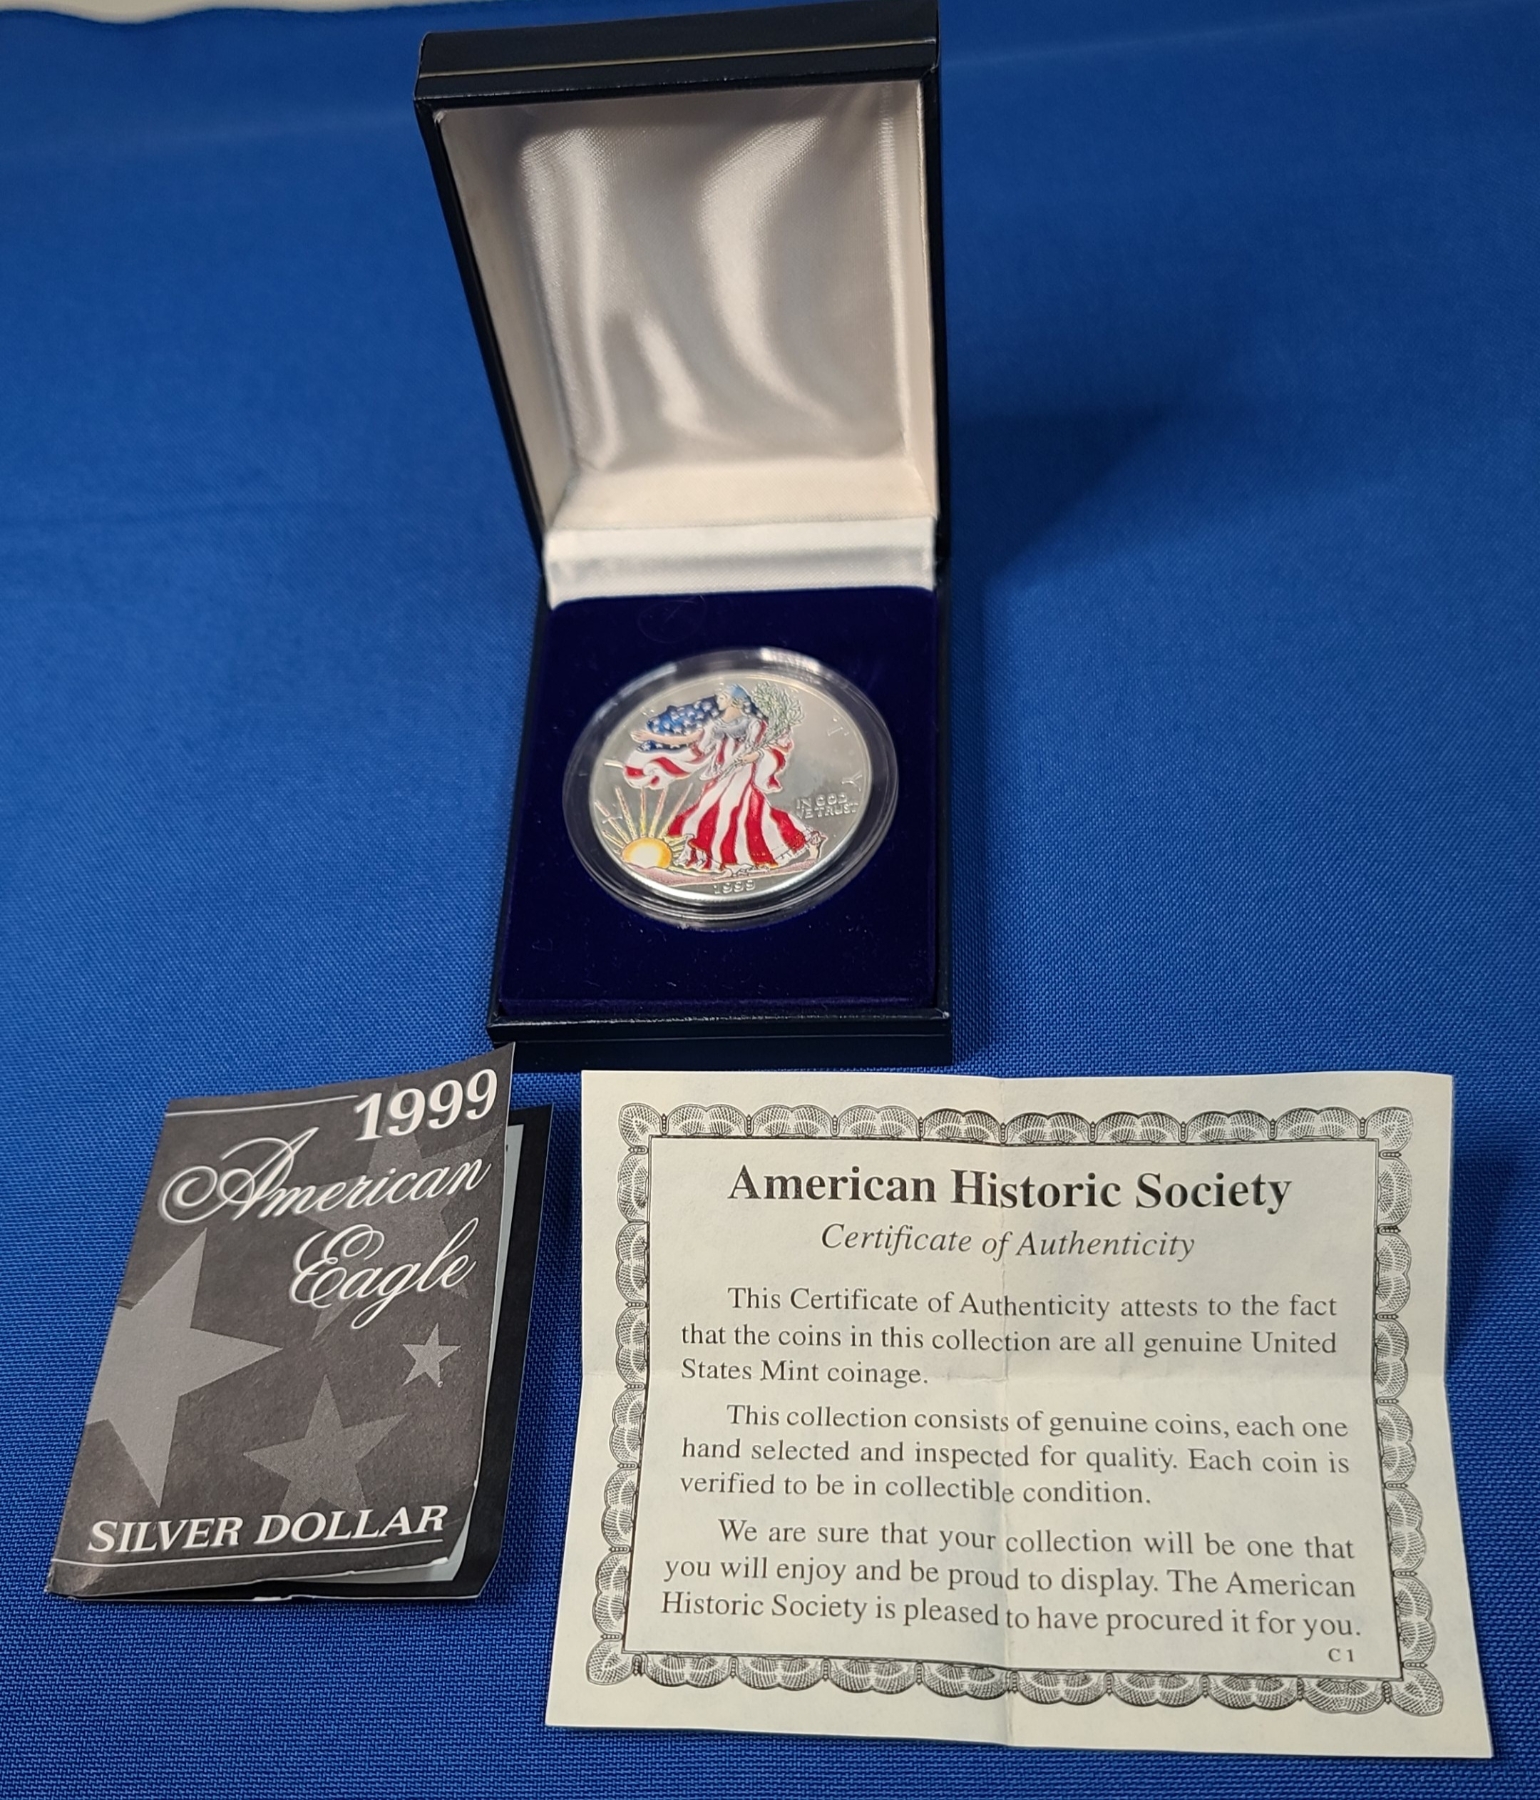 T Y
IN GOD
WE TRUST
1999
1999
American
Eagle
SILVER DOLLAR
American Historic Society
Certificate of Authenticity
This Certificate of Authenticity attests to the fact
that the coins in this collection are all genuine United
States Mint coinage.
This collection consists of genuine coins, each one
hand selected and inspected for quality. Each coin is
verified to be in collectible condition.
We are sure that your collection will be one that
you will enjoy and be proud to display. The American
Historic Society is pleased to have procured it for you.
C 1